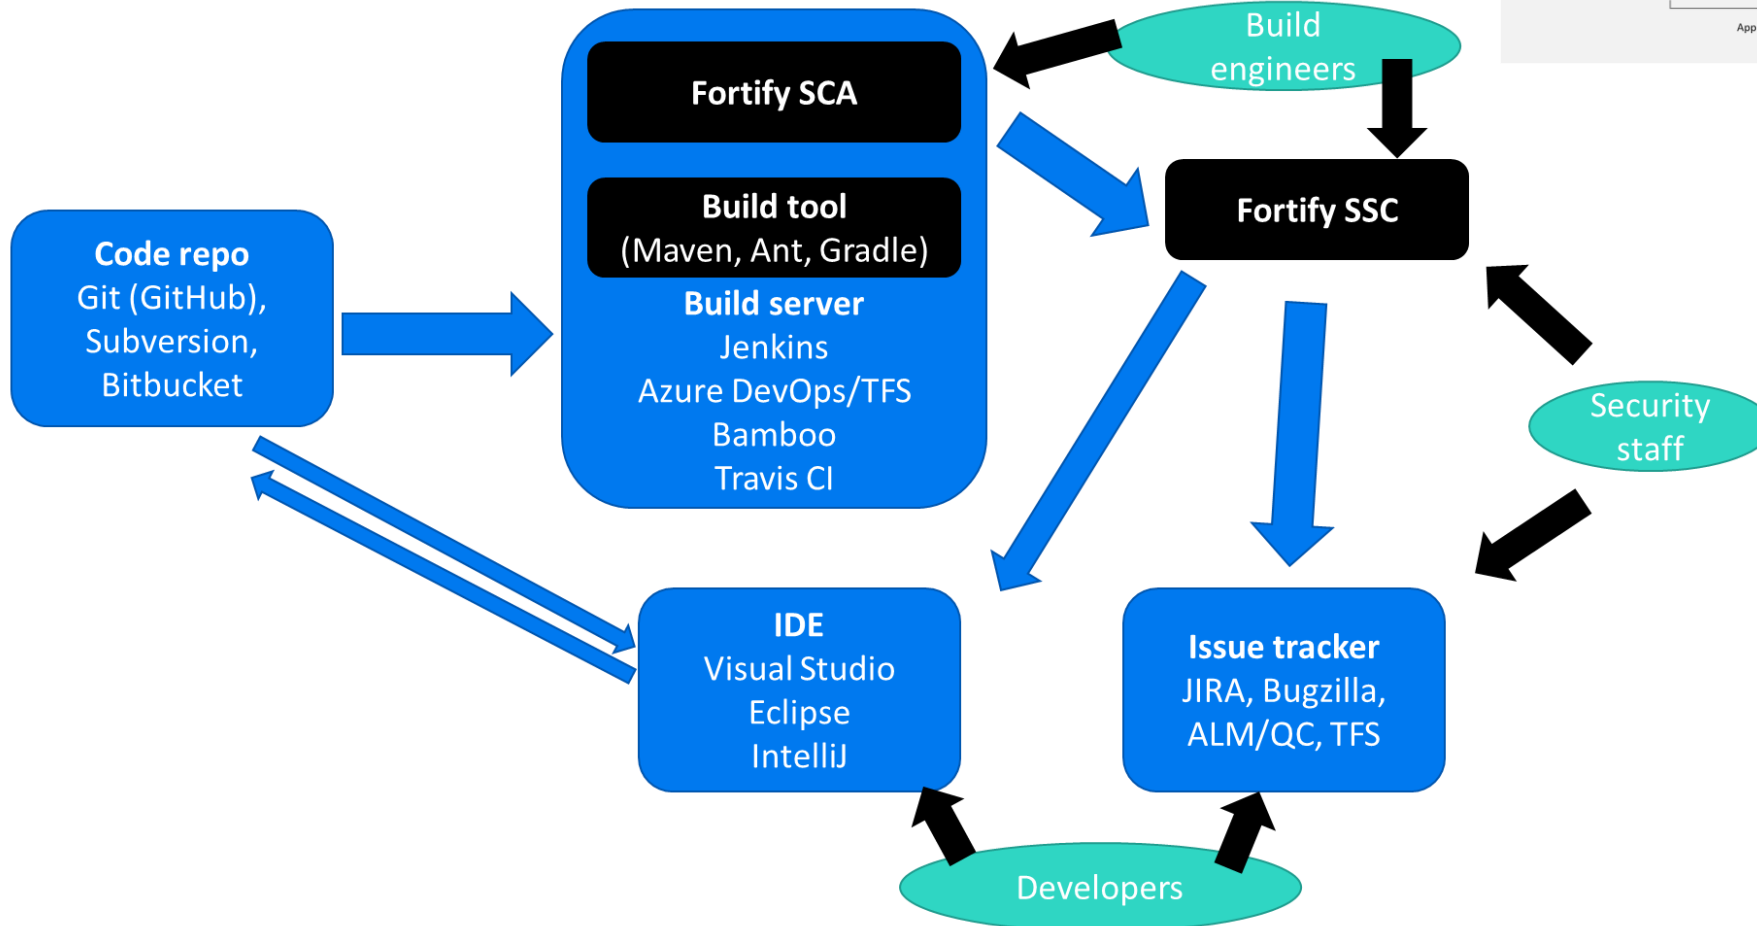 Build
engineers
App
Fortify SCA
Build tool
(Maven, Ant, Gradle)
Build server
Jenkins
Azure DevOps/TFS
Bamboo
Travis CI
Fortify SSC
Code repo
Git (GitHub),
Subversion,
Bitbucket
Security
staff
IDE
Visual Studio
Eclipse
IntelliJ
Issue tracker
JIRA, Bugzilla,
ALM/QC, TFS
Developers